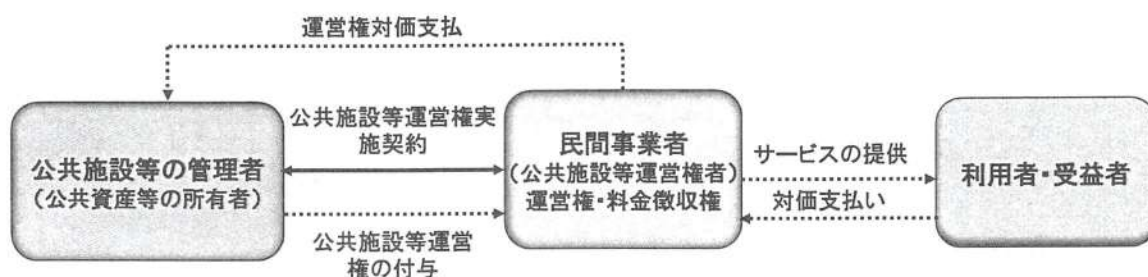 運営権対価支払
公共施設等の管理者
(公共資産等の所有者)
公共施設等運営権実
施契約
公共施設等運営
権の付与
民間事業者
(公共施設等運営権者)
運営権・料金徴収権
サービスの提供
対価支払い
利用者・受益者